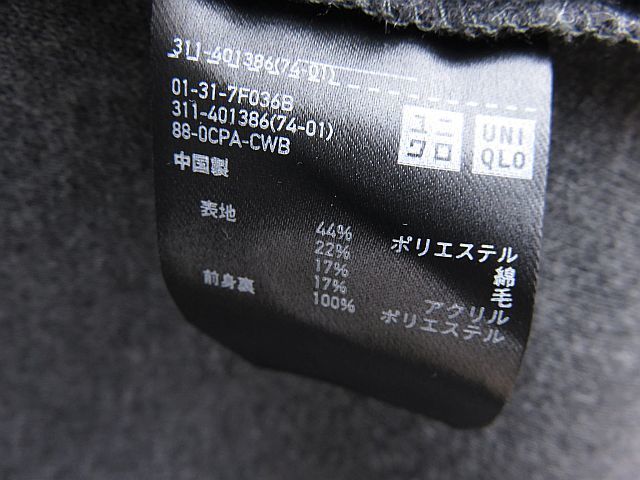 311-401386(74-01)
01-31-7F036B
311-401386(74-01)
88-0CPA-CWB
中国製
ユニ
クロ
UNI
QLO
表地
44% ポリエステル
22% 綿
17% 毛
17% アクリル
前身裏 100% ポリエステル